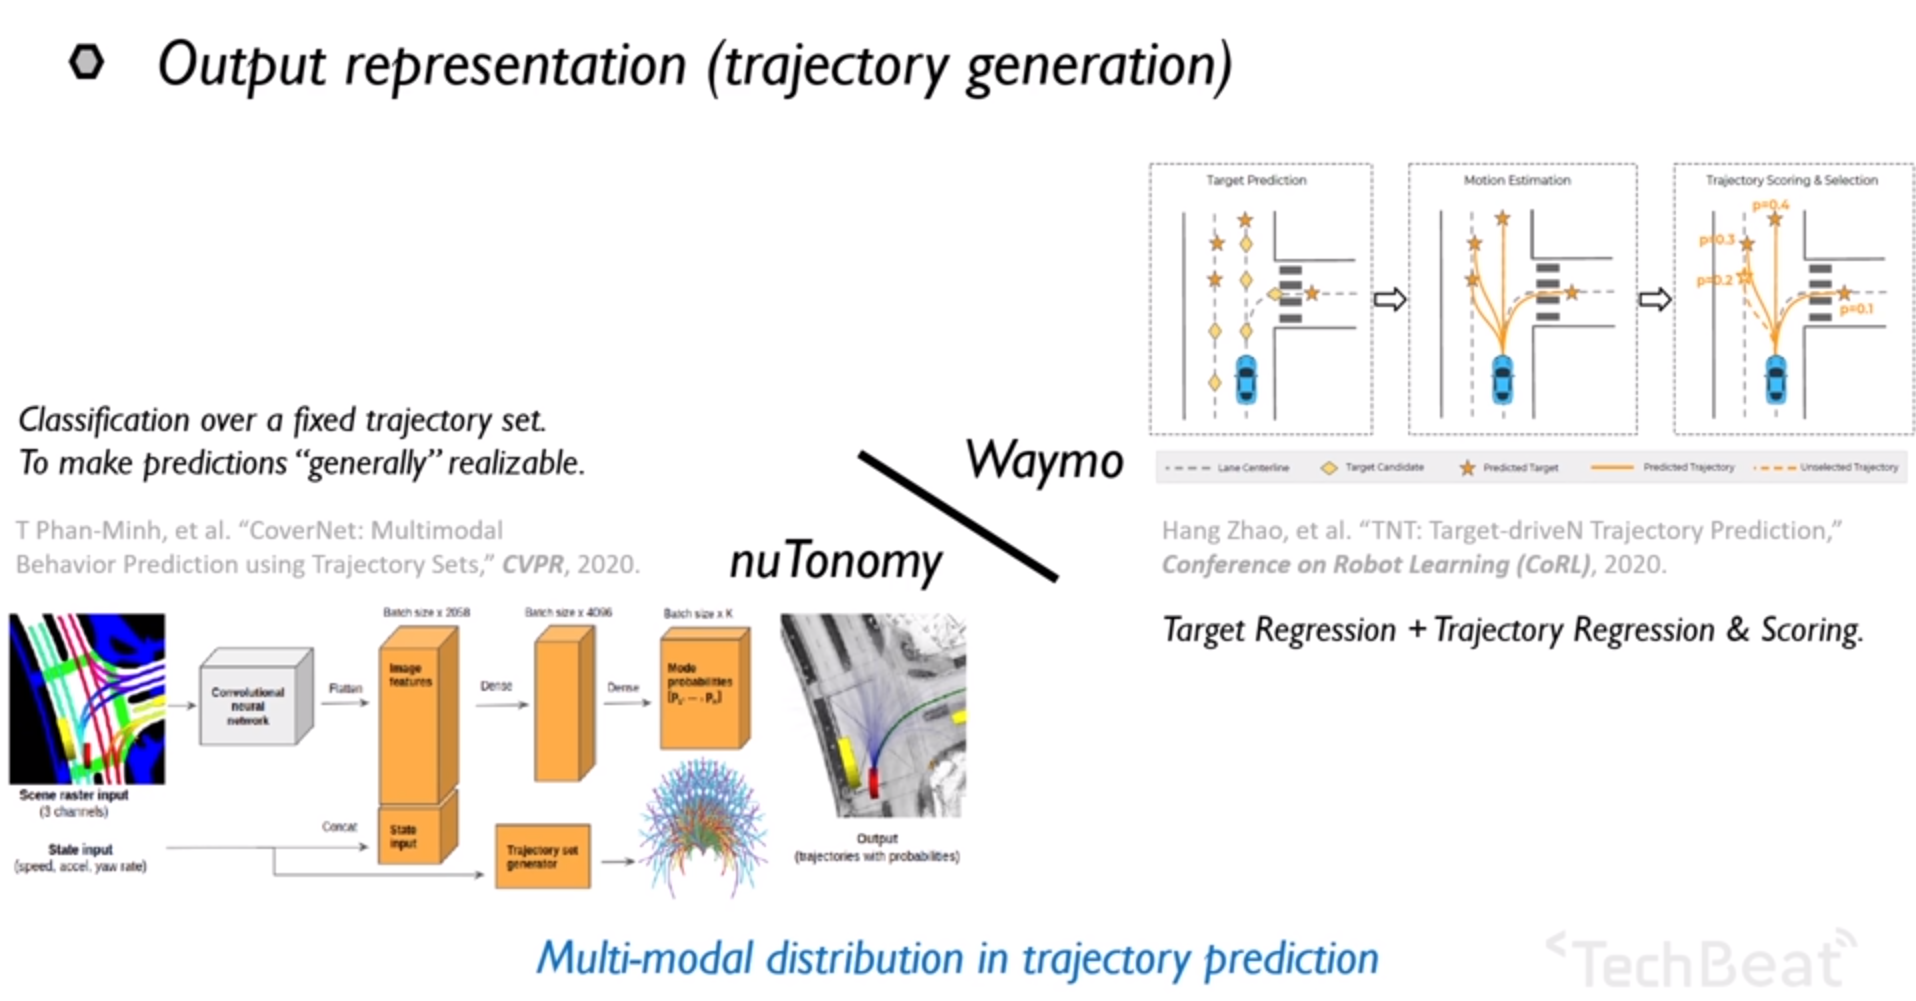 Output representation (trajectory generation)
Target Prediction
Motion Estimation
Trajectory Scoring & Selection
p=0.4
p=0.3
p=0.2
p=0.1
Lane Centerline
Target Candidate
Predicted Target
Predicted Trajectory
Unselected Trajectory
Classification over a fixed trajectory set.
To make predictions “generally” realizable.
Waymo
T Phan-Minh, et al. “CoverNet: Multimodal
Behavior Prediction using Trajectory Sets,” CVPR, 2020.
nuTonomy
Hang Zhao, et al. “TNT: Target-driveN Trajectory Prediction,”
Conference on Robot Learning (CoRL), 2020.
Target Regression + Trajectory Regression & Scoring.
Batch size x 2058
Batch size x 4096
Batch size x K
Convolutional
neural
network
Flatten
Image
features
Dense
Dense
Mode
probabilities
Scene raster input
(3 channels)
State input
(speed, accel, yaw rate)
Concat
State
input
Trajectory set
generator
Output
(trajectories with probabilities)
Multi-modal distribution in trajectory prediction
TechBeat